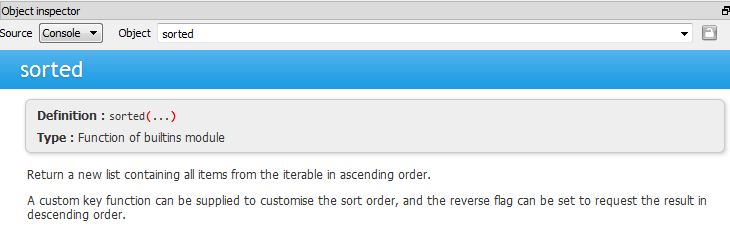 Object inspector
Source Console Object sorted
sorted
Definition : sorted(...)
Type : Function of builtins module
Return a new list containing all items from the iterable in ascending order.
A custom key function can be supplied to customise the sort order, and the reverse flag can be set to request the result in
descending order.